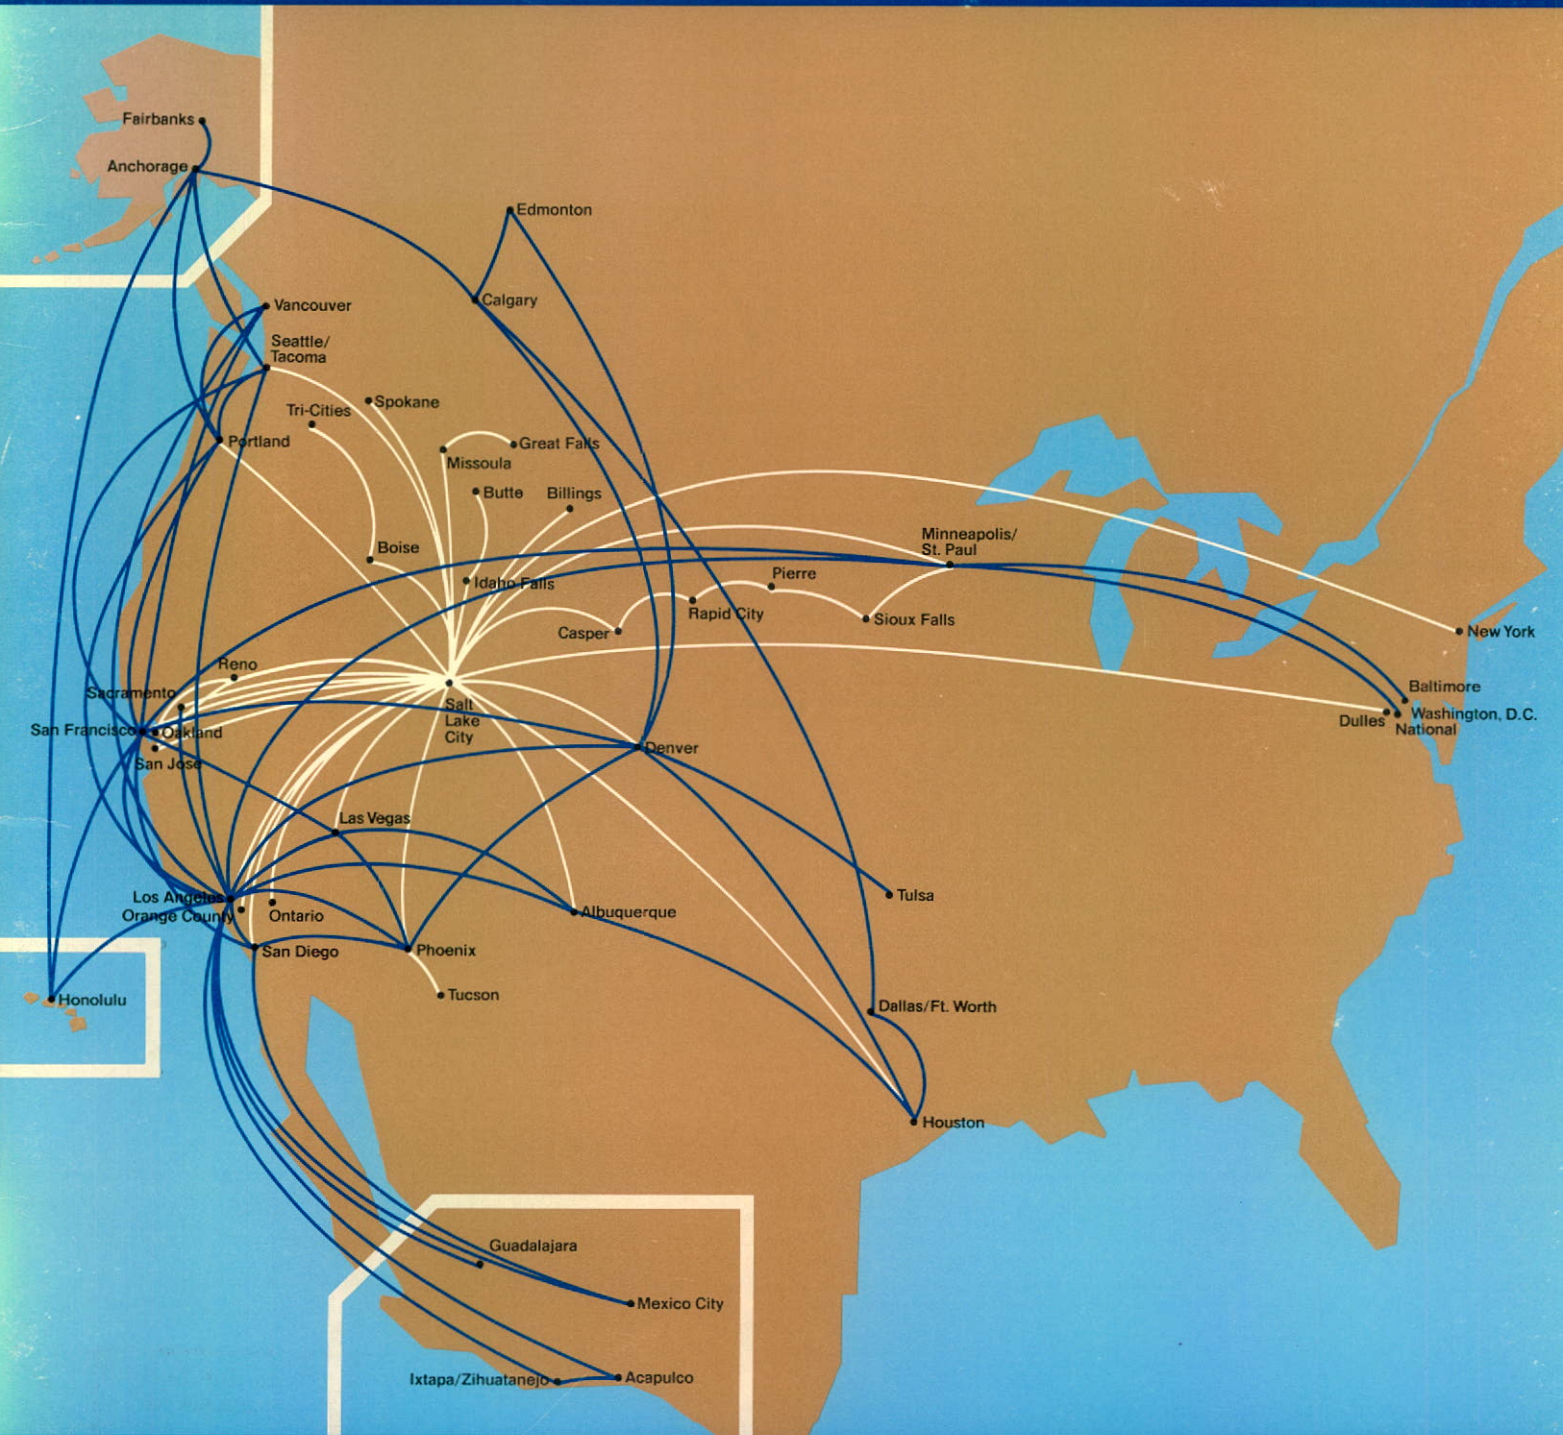 Fairbanks
Anchorage
Edmonton
Calgary
Vancouver
Seattle/
Tacoma
Spokane
Tri-Cities
Portland
Great Falls
Missoula
Butte
Billings
Minneapolis/
St. Paul
Boise
Idaho Falls
Pierre
Rapid City
Sioux Falls
Casper
New York
Reno
Sacramento
Baltimore
Salt
Lake
City
Dulles
Washington, D.C.
National
San Francisco
Oakland
Denver
San Jose
Las Vegas
Tulsa
Los Angeles
Orange County
Ontario
Albuquerque
San Diego
Phoenix
Tucson
Honolulu
Dallas/Ft. Worth
Houston
Guadalajara
Mexico City
Ixtapa/Zihuatanejo
Acapulco